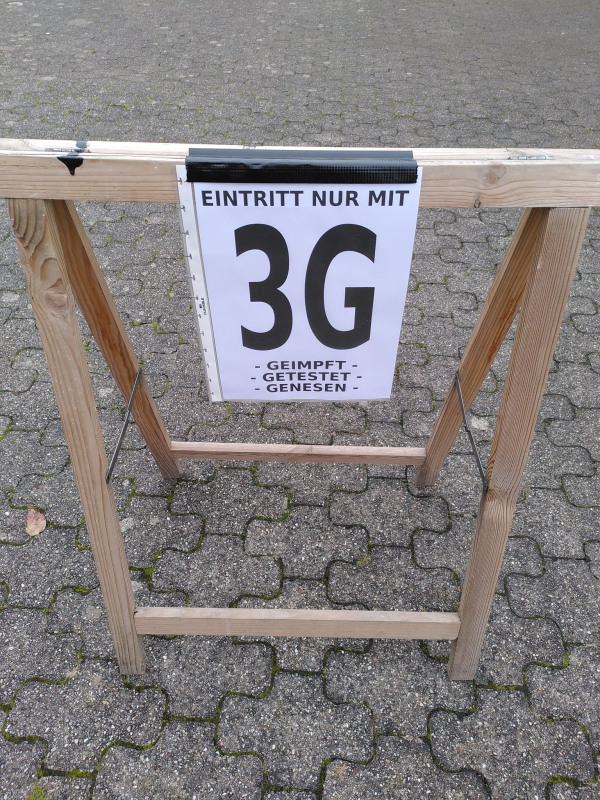 EINTRITT NUR MIT
3G
- GEIMPFT -
- GETESTET -
- GENESEN -